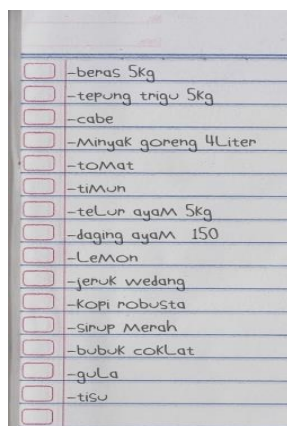 -beras 5kg
-tepung trigu 5kg
-cabe
-Minyak goreng 4Liter
-toMat
-tiMun
-teLur ayaM 5kg
-daging ayaM 150
-LeMon
-jeruk wedang
-kopi robusta
-sirup Merah
-bubuk cokLat
-guLa
-tisu